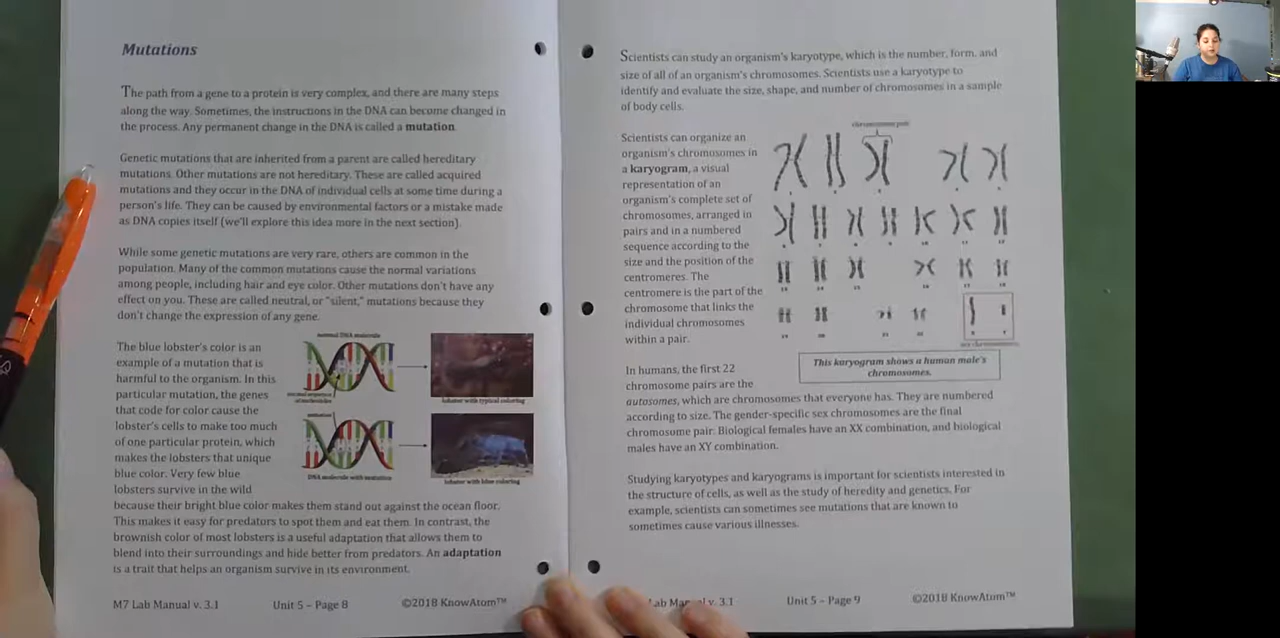 Mutations
The path from a gene to a protein is very complex, and there are many steps
along the way. Sometimes, the instructions in the DNA can become changed in
the process. Any permanent change in the DNA is called a mutation.
Genetic mutations that are inherited from a parent are called hereditary
mutations. Other mutations are not hereditary. These are called acquired
mutations and they occur in the DNA of individual cells at some time during a
person's life. They can be caused by environmental factors or a mistake made
as DNA copies itself (we'll explore this idea more in the next section).
While some genetic mutations are very rare, others are common in the
population. Many of the common mutations cause the normal variations
among people, including hair and eye color. Other mutations don't have any
effect on you. These are called neutral, or "silent," mutations because they
don't change the expression of any gene.
The blue lobster's color is an
example of a mutation that is
harmful to the organism. In this
particular mutation, the genes
that code for color cause the
lobster's cells to make too much
of one particular protein, which
makes the lobsters that unique
blue color. Very few blue
lobsters survive in the wild
because their bright blue color makes them stand out against the ocean floor.
This makes it easy for predators to spot them and eat them. In contrast, the
brownish color of most lobsters is a useful adaptation that allows them to
blend into their surroundings and hide better from predators. An adaptation
is a trait that helps an organism survive in its environment.
normal DNA molecule
lobster with typical coloring
mutation
DNA molecule with mutation
lobster with blue coloring
M7 Lab Manual v. 3.1 Unit 5 – Page 8 ©2018 KnowAtom™
Scientists can study an organism's karyotype, which is the number, form, and
size of all of an organism's chromosomes. Scientists use a karyotype to
identify and evaluate the size, shape, and number of chromosomes in a sample
of body cells.
Scientists can organize an
organism's chromosomes in
a karyogram, a visual
representation of an
organism's complete set of
chromosomes, arranged in
pairs and in a numbered
sequence according to the
size and the position of the
centromeres. The
centromere is the part of the
chromosome that links the
individual chromosomes
within a pair.
chromosome pair
sex chromosomes
This karyogram shows a human male's
chromosomes.
In humans, the first 22
chromosome pairs are the
autosomes, which are chromosomes that everyone has. They are numbered
according to size. The gender-specific sex chromosomes are the final
chromosome pair. Biological females have an XX combination, and biological
males have an XY combination.
Studying karyotypes and karyograms is important for scientists interested in
the structure of cells, as well as the study of heredity and genetics. For
example, scientists can sometimes see mutations that are known to
sometimes cause various illnesses.
Lab Manual v. 3.1 Unit 5 – Page 9 ©2018 KnowAtom™